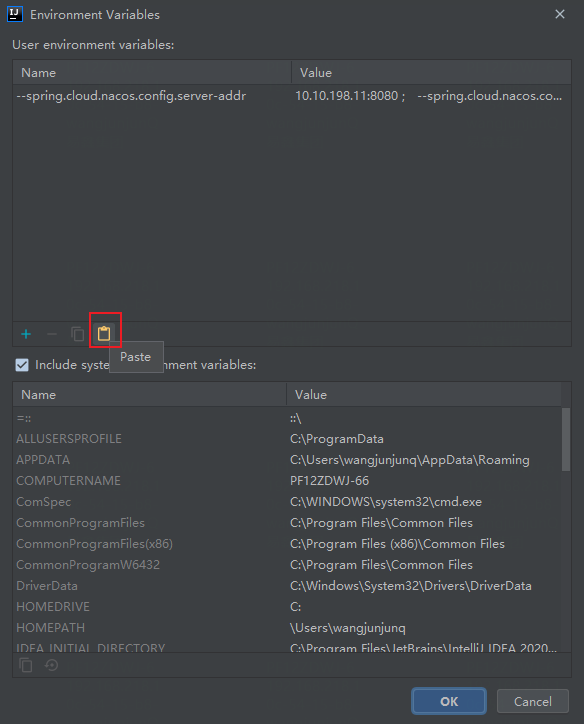 IJ Environment Variables
User environment variables:
Name Value
--spring.cloud.nacos.config.server-addr 10.10.198.11:8080 ; --spring.cloud.nacos.co...
Paste
Include syste nment variables:
Name Value
=:: ::\
ALLUSERSPROFILE C:\ProgramData
APPDATA C:\Users\wangjunjunq\AppData\Roaming
COMPUTERNAME PF12ZDWJ-66
ComSpec C:\WINDOWS\system32\cmd.exe
CommonProgramFiles C:\Program Files\Common Files
CommonProgramFiles(x86) C:\Program Files (x86)\Common Files
CommonProgramW6432 C:\Program Files\Common Files
DriverData C:\Windows\System32\Drivers\DriverData
HOMEDRIVE C:
HOMEPATH \Users\wangjunjunq
IDEA_INITIAL_DIRECTORY C:\Program Files\JetBrains\IntelliJ IDEA 2020...
OK Cancel